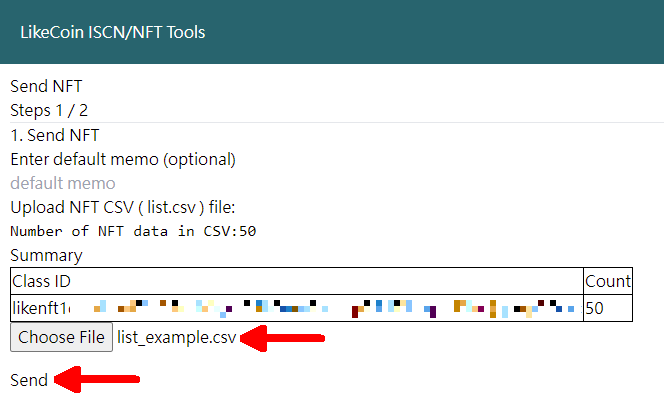 LikeCoin ISCN/NFT Tools
Send NFT
Steps 1 / 2
1. Send NFT
Enter default memo (optional)
default memo
Upload NFT CSV ( list.csv ) file:
Number of NFT data in CSV:50
Summary
Class ID Count
likenft1 50
Choose File list_example.csv
Send